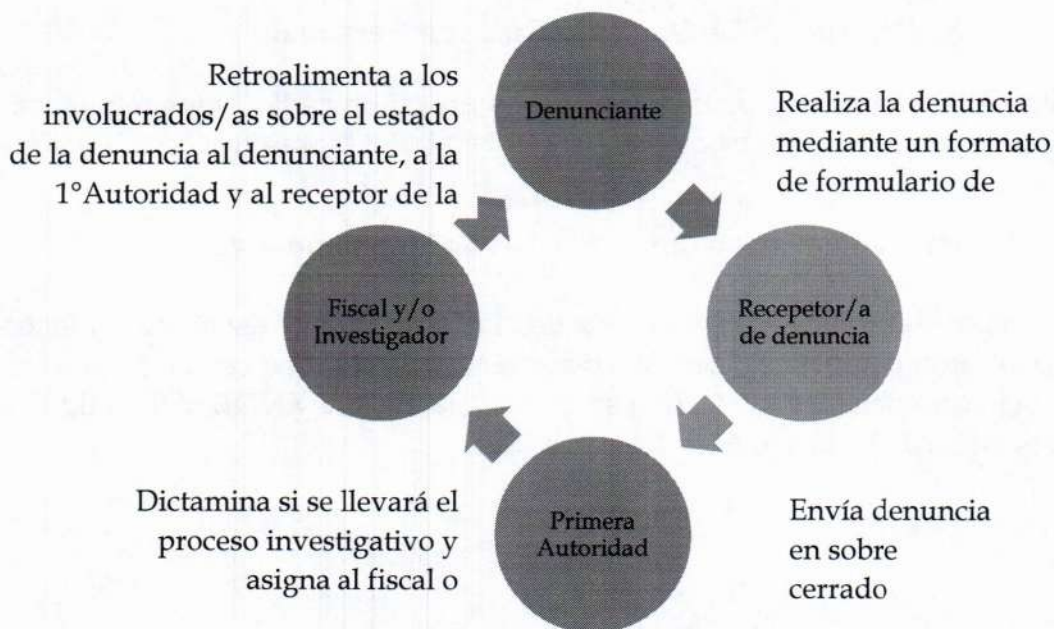 Denunciante
Realiza la denuncia
mediante un formato
de formulario de
Recepetor/a
de denuncia
Envía denuncia
en sobre
cerrado
Primera
Autoridad
Dictamina si se llevará el
proceso investigativo y
asigna al fiscal o
Fiscal y/o
Investigador
Retroalimenta a los
involucrados/as sobre el estado
de la denuncia al denunciante, a la
1°Autoridad y al receptor de la